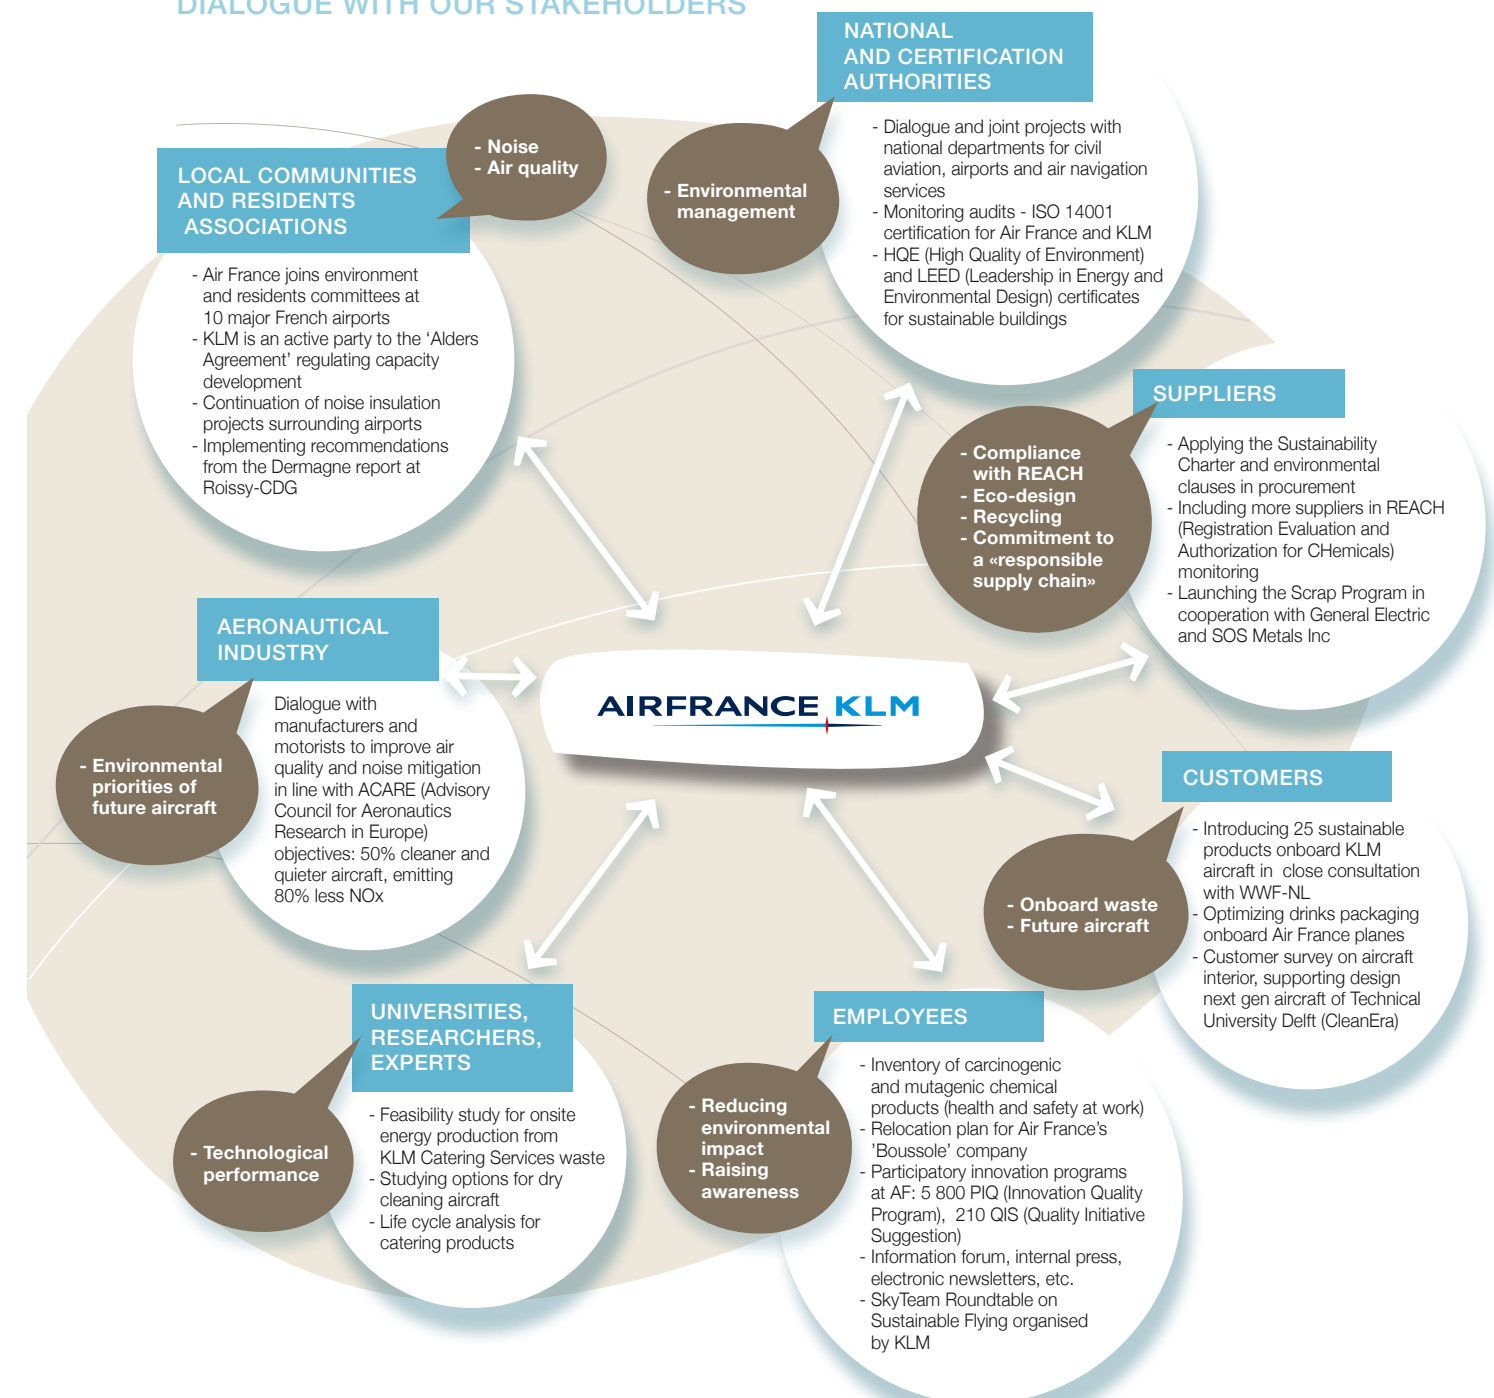 DIALOGUE WITH OUR STAKEHOLDERS
NATIONAL
AND CERTIFICATION
AUTHORITIES
- Environmental
management
- Dialogue and joint projects with
national departments for civil
aviation, airports and air navigation
services
- Monitoring audits - ISO 14001
certification for Air France and KLM
- HQE (High Quality of Environment)
and LEED (Leadership in Energy and
Environmental Design) certificates
for sustainable buildings
LOCAL COMMUNITIES
AND RESIDENTS
ASSOCIATIONS
- Noise
- Air quality
- Air France joins environment
and residents committees at
10 major French airports
- KLM is an active party to the ‘Alders
Agreement’ regulating capacity
development
- Continuation of noise insulation
projects surrounding airports
- Implementing recommendations
from the Dermagne report at
Roissy-CDG
SUPPLIERS
- Compliance
with REACH
- Eco-design
- Recycling
- Commitment to
a «responsible
supply chain»
- Applying the Sustainability
Charter and environmental
clauses in procurement
- Including more suppliers in REACH
(Registration Evaluation and
Authorization for CHemicals)
monitoring
- Launching the Scrap Program in
cooperation with General Electric
and SOS Metals Inc
AERONAUTICAL
INDUSTRY
- Environmental
priorities of
future aircraft
Dialogue with
manufacturers and
motorists to improve air
quality and noise mitigation
in line with ACARE (Advisory
Council for Aeronautics
Research in Europe)
objectives: 50% cleaner and
quieter aircraft, emitting
80% less NOx
AIRFRANCE KLM
CUSTOMERS
- Onboard waste
- Future aircraft
- Introducing 25 sustainable
products onboard KLM
aircraft in close consultation
with WWF-NL
- Optimizing drinks packaging
onboard Air France planes
- Customer survey on aircraft
interior, supporting design
next gen aircraft of Technical
University Delft (CleanEra)
UNIVERSITIES,
RESEARCHERS,
EXPERTS
- Technological
performance
- Feasibility study for onsite
energy production from
KLM Catering Services waste
- Studying options for dry
cleaning aircraft
- Life cycle analysis for
catering products
EMPLOYEES
- Reducing
environmental
impact
- Raising
awareness
- Inventory of carcinogenic
and mutagenic chemical
products (health and safety at work)
- Relocation plan for Air France’s
’Boussole’ company
- Participatory innovation programs
at AF: 5 800 PIQ (Innovation Quality
Program), 210 QIS (Quality Initiative
Suggestion)
- Information forum, internal press,
electronic newsletters, etc.
- SkyTeam Roundtable on
Sustainable Flying organised
by KLM